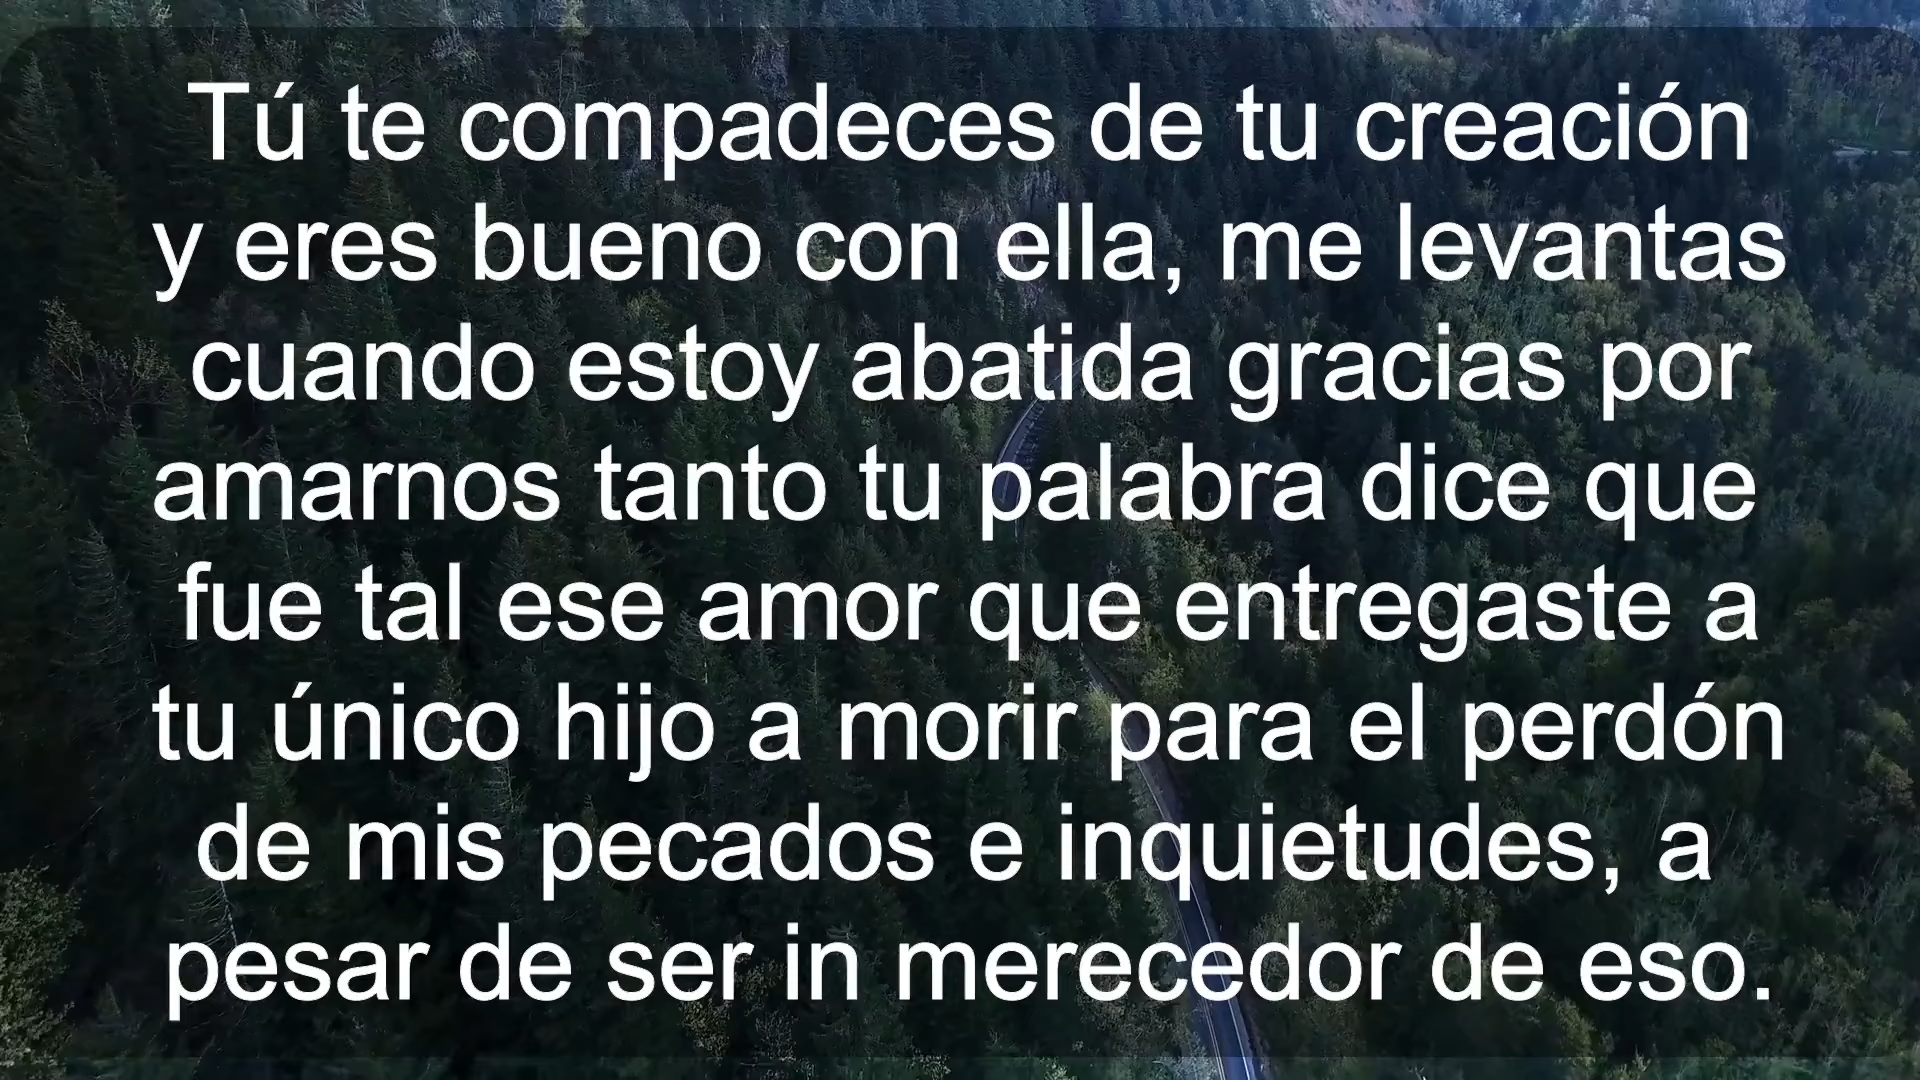 Tú te compadeces de tu creación
y eres bueno con ella, me levantas
cuando estoy abatida gracias por
amarnos tanto tu palabra dice que
fue tal ese amor que entregaste a
tu único hijo a morir para el perdón
de mis pecados e inquietudes, a
pesar de ser in merecedor de eso.